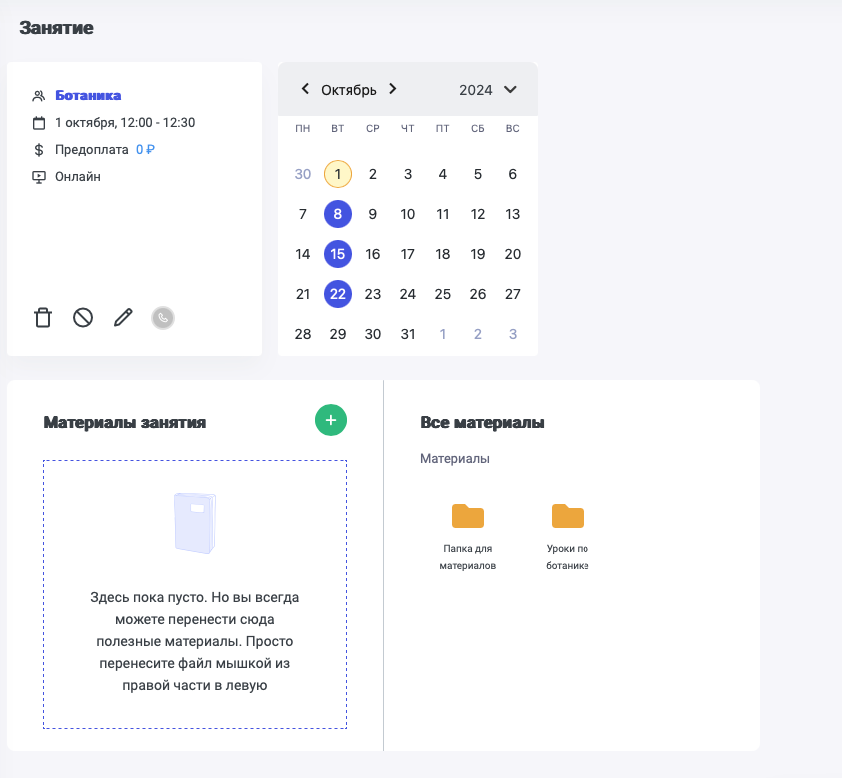 Занятие
Ботаника
1 октября, 12:00 - 12:30
Предоплата 0 ₽
Онлайн
Октябрь 2024
ПН ВТ СР ЧТ ПТ СБ ВС
30 1 2 3 4 5 6
7 8 9 10 11 12 13
14 15 16 17 18 19 20
21 22 23 24 25 26 27
28 29 30 31 1 2 3
Материалы занятия
Здесь пока пусто. Но вы всегда
можете перенести сюда
полезные материалы. Просто
перенесите файл мышкой из
правой части в левую
Все материалы
Материалы
Папка для
материалов
Уроки по
ботанике